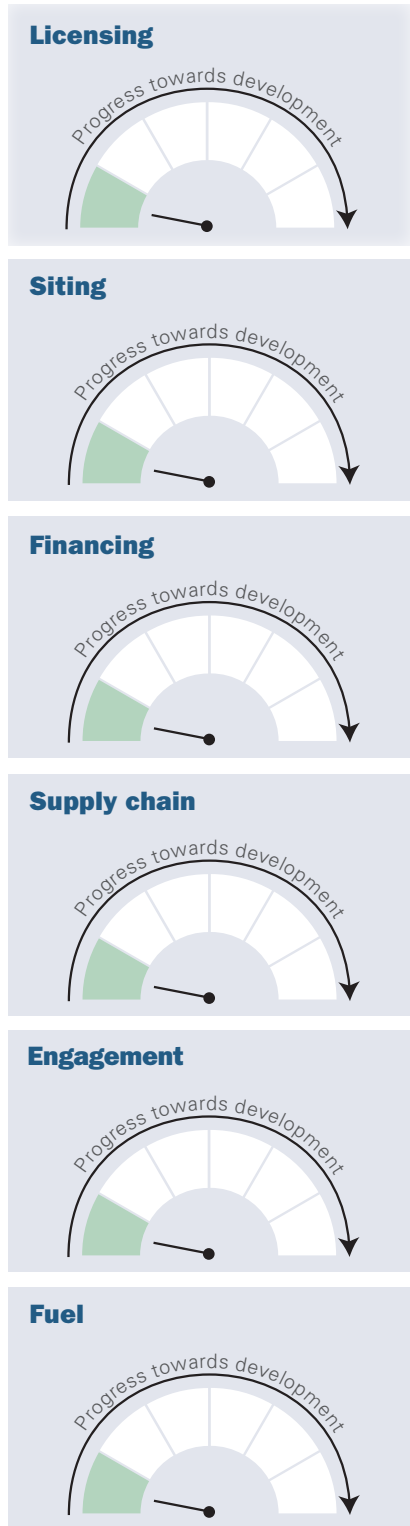 Licensing
Progress towards development
Siting
Progress towards development
Financing
Progress towards development
Supply chain
Progress towards development
Engagement
Progress towards development
Fuel
Progress towards development